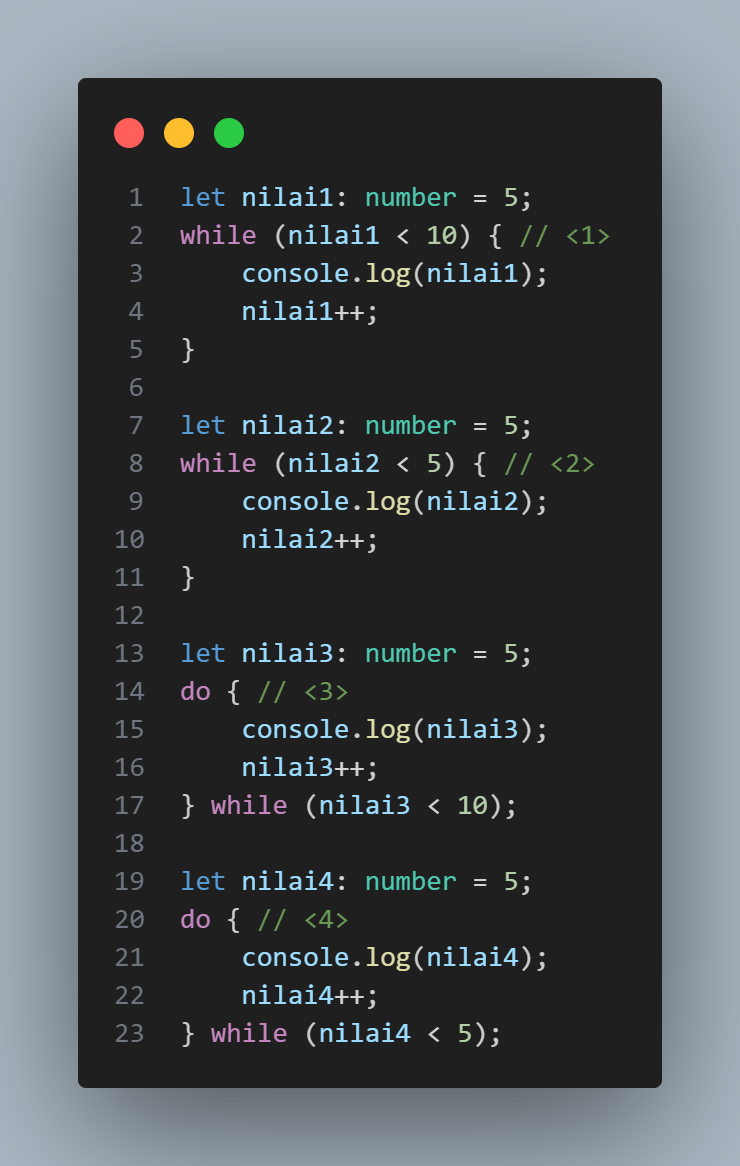 1 let nilai1: number = 5;
2 while (nilai1 < 10) { // <1>
3     console.log(nilai1);
4     nilai1++;
5 }
6
7 let nilai2: number = 5;
8 while (nilai2 < 5) { // <2>
9     console.log(nilai2);
10     nilai2++;
11 }
12
13 let nilai3: number = 5;
14 do { // <3>
15     console.log(nilai3);
16     nilai3++;
17 } while (nilai3 < 10);
18
19 let nilai4: number = 5;
20 do { // <4>
21     console.log(nilai4);
22     nilai4++;
23 } while (nilai4 < 5);